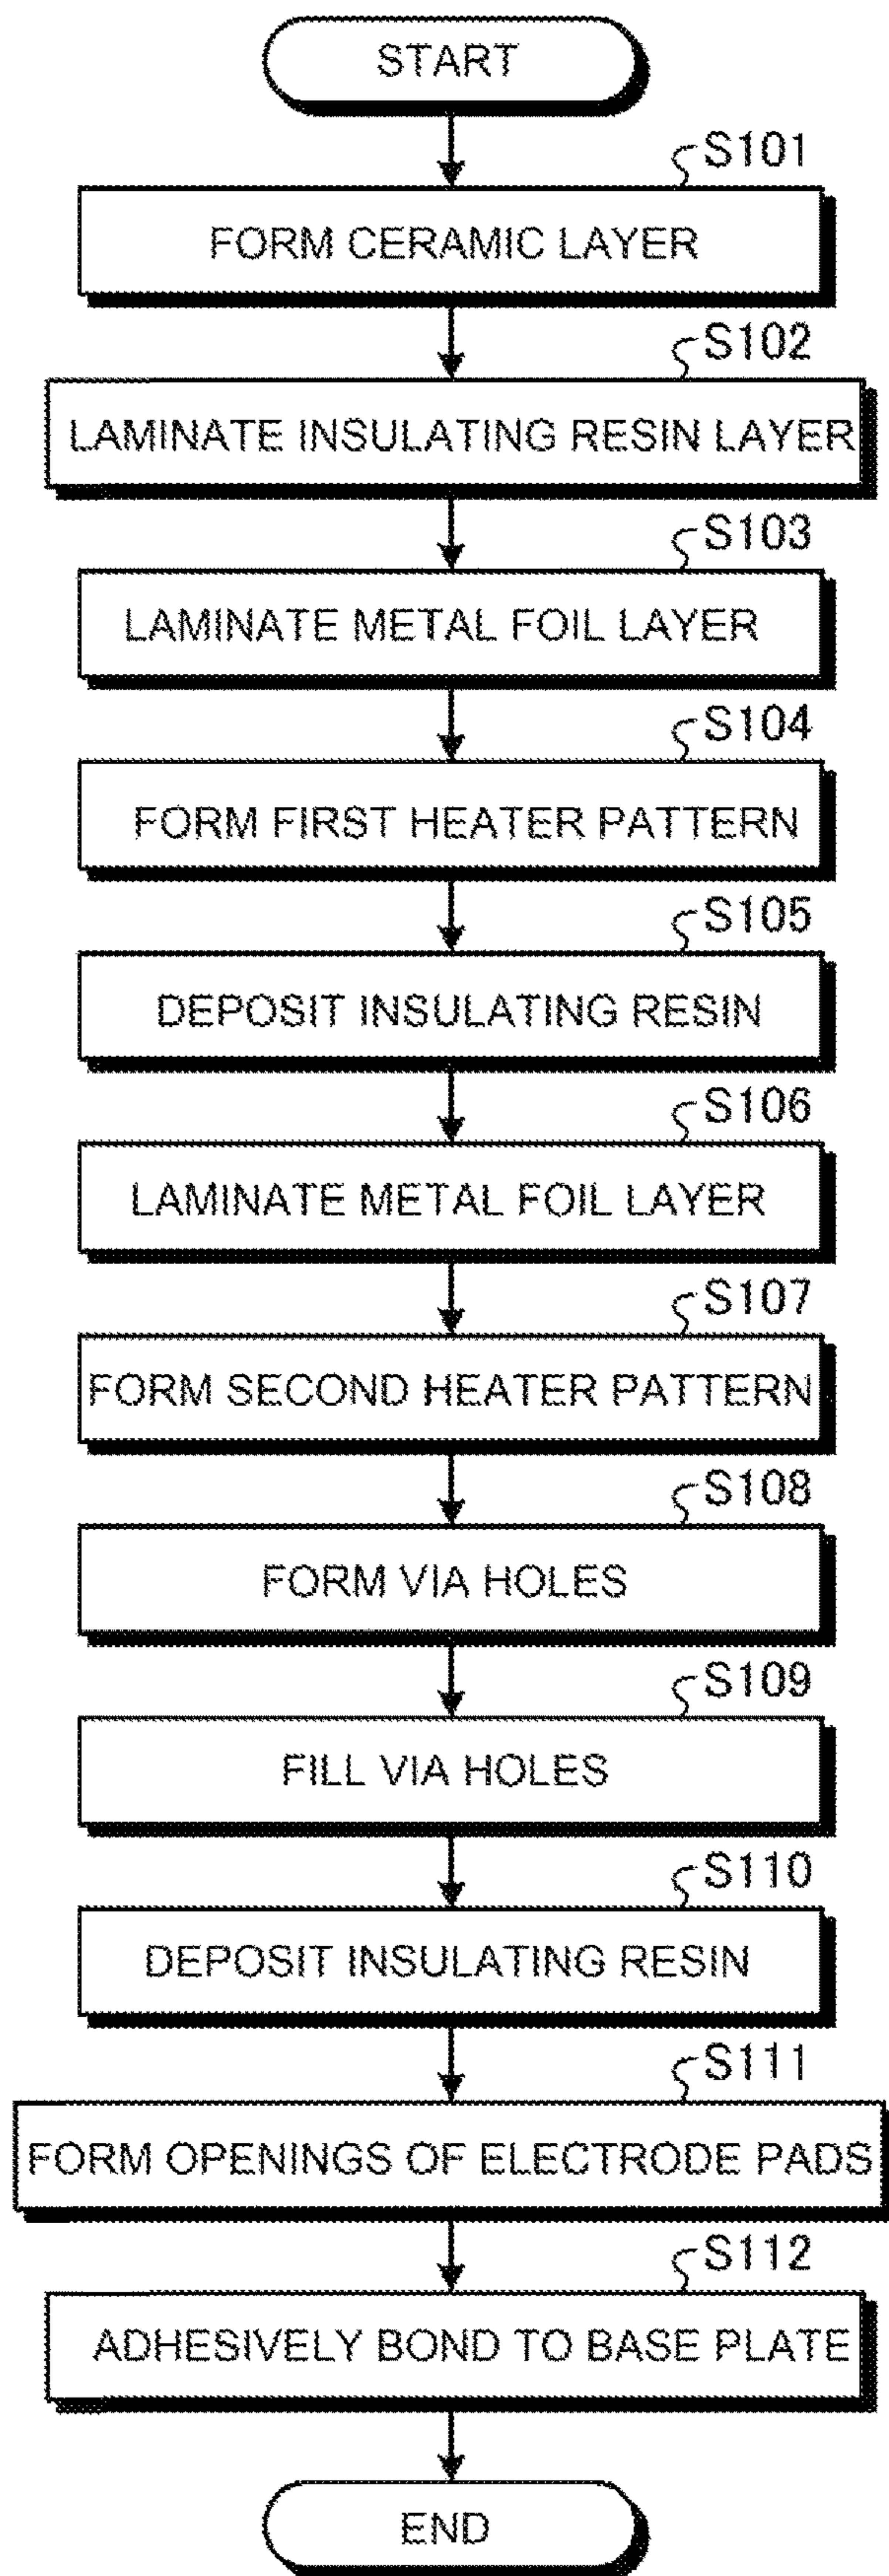 START
S101
FORM CERAMIC LAYER
S102
LAMINATE INSULATING RESIN LAYER
S103
LAMINATE METAL FOIL LAYER
S104
FORM FIRST HEATER PATTERN
S105
DEPOSIT INSULATING RESIN
S106
LAMINATE METAL FOIL LAYER
S107
FORM SECOND HEATER PATTERN
S108
FORM VIA HOLES
S109
FILL VIA HOLES
S110
DEPOSIT INSULATING RESIN
S111
FORM OPENINGS OF ELECTRODE PADS
S112
ADHESIVELY BOND TO BASE PLATE
END